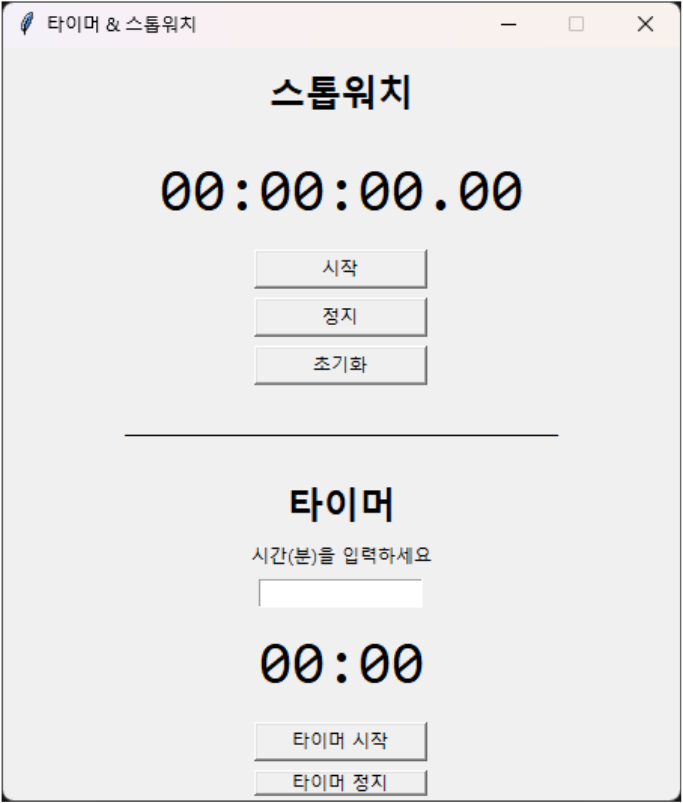 타이머 & 스톱워치
스톱워치
00:00:00.00
시작
정지
초기화
타이머
시간(분)을 입력하세요
00:00
타이머 시작
타이머 정지